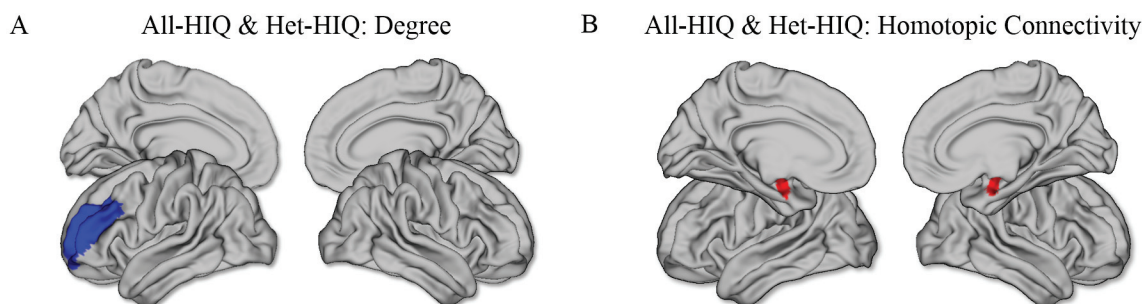 A All-HIQ & Het-HIQ: Degree
B All-HIQ & Het-HIQ: Homotopic Connectivity